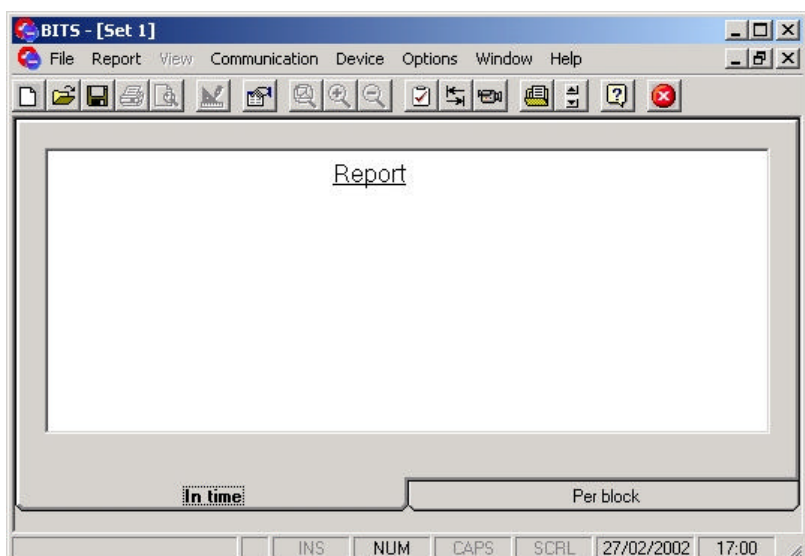 BITS - [Set 1]
File Report View Communication Device Options Window Help
Report
In time Per block
INS NUM CAPS SCRL 27/02/2002 17:00